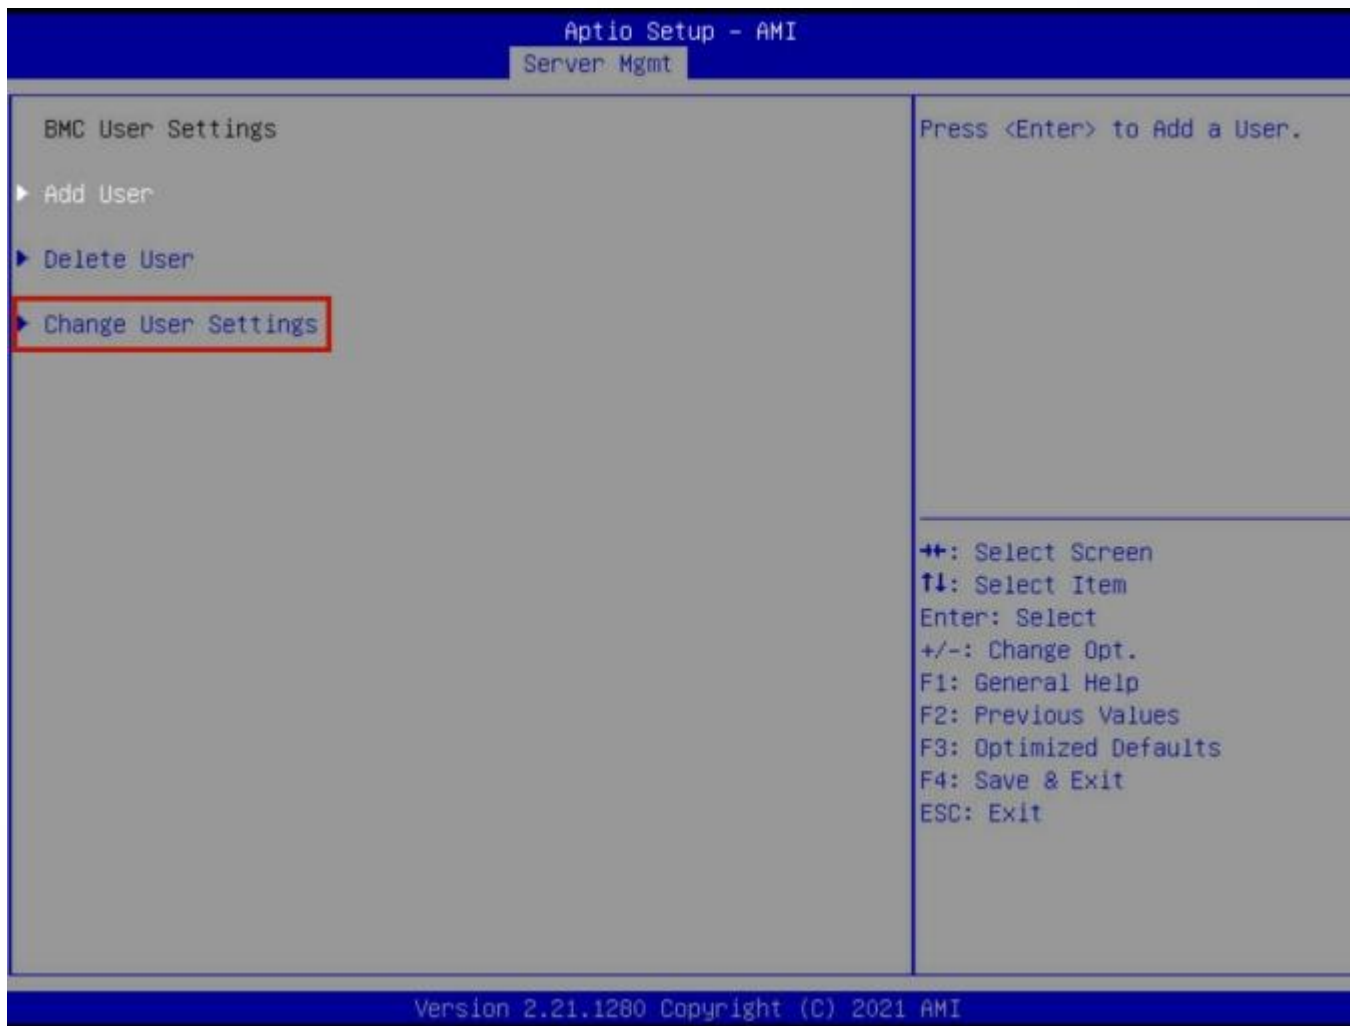 Aptio Setup – AMI
Server Mgmt
BMC User Settings
Add User
Delete User
Change User Settings
Press <Enter> to Add a User.
→←: Select Screen
↑↓: Select Item
Enter: Select
+/-: Change Opt.
F1: General Help
F2: Previous Values
F3: Optimized Defaults
F4: Save & Exit
ESC: Exit
Version 2.21.1280 Copyright (C) 2021 AMI